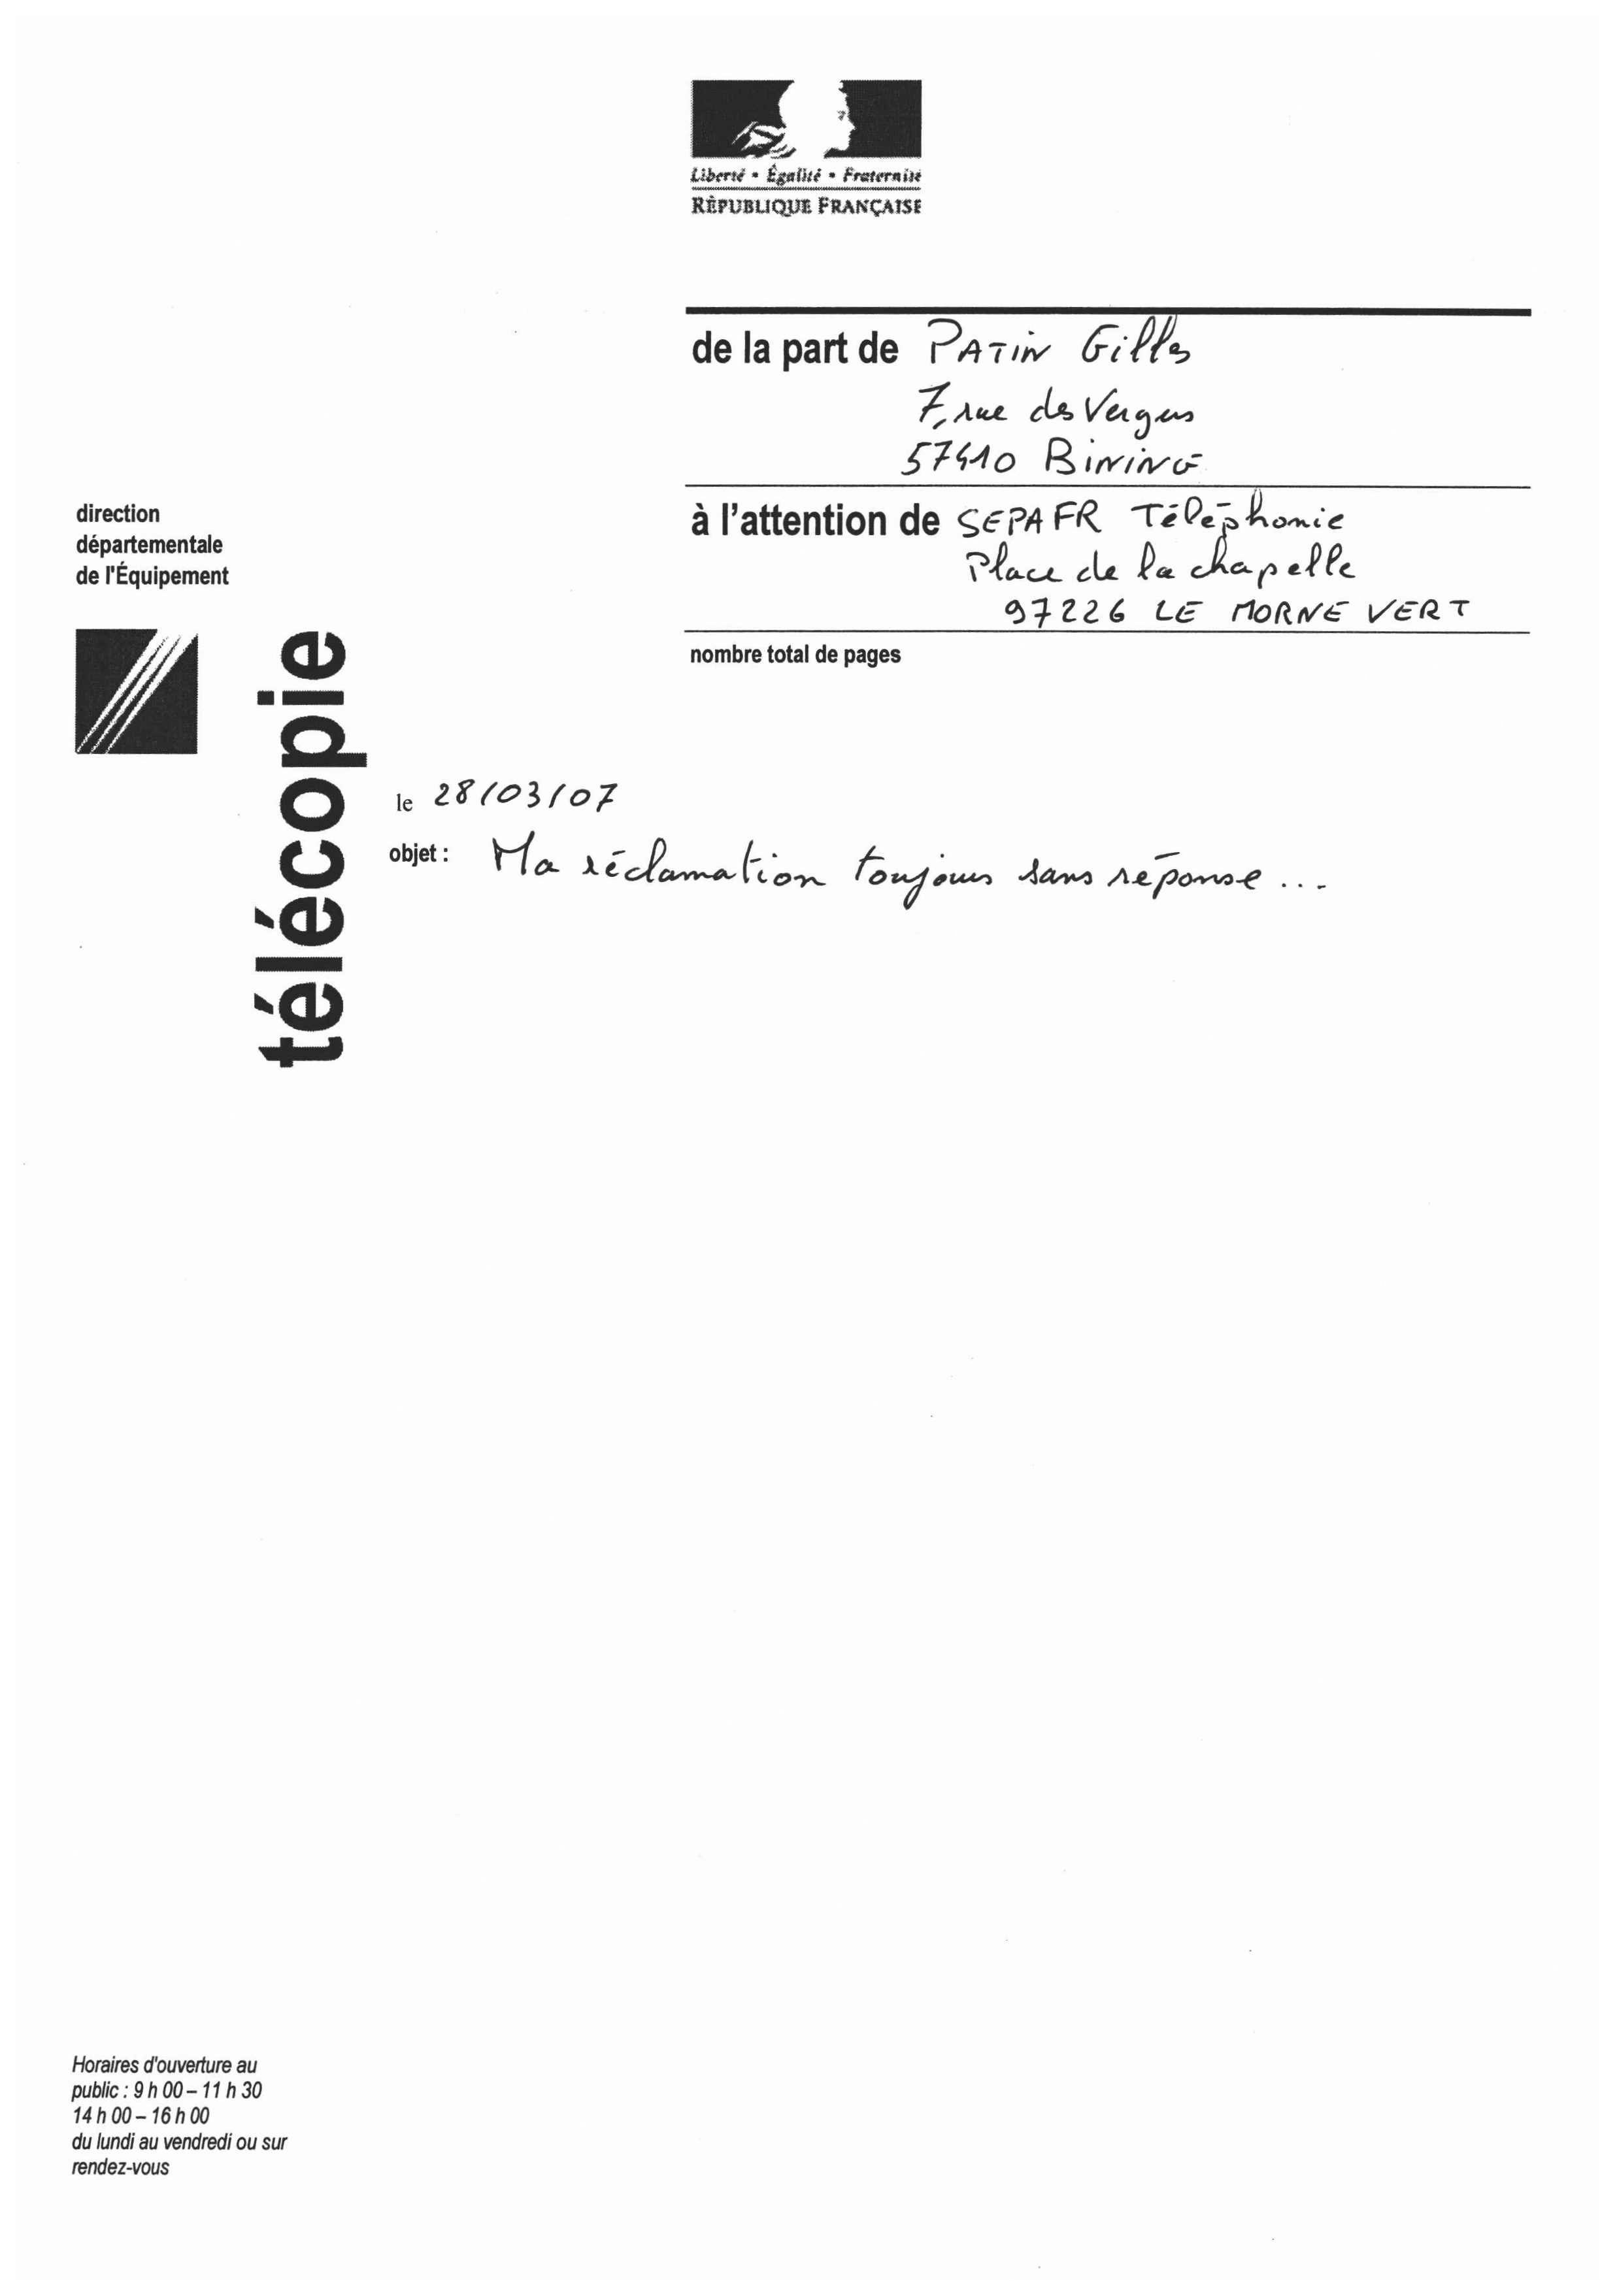 Liberté • Égalité • Fraternité
RÉPUBLIQUE FRANÇAISE
de la part de PATIN Gilles
7, rue des Vergers
57410 BINING
à l'attention de SEPAFR Téléphonie
Place de la chapelle
97226 LE MORNE VERT
nombre total de pages
direction
départementale
de l'Équipement
télécopie
le 28/03/07
objet : Ma réclamation toujours sans réponse ...
Horaires d'ouverture au
public : 9 h 00 – 11 h 30
14 h 00 – 16 h 00
du lundi au vendredi ou sur
rendez-vous